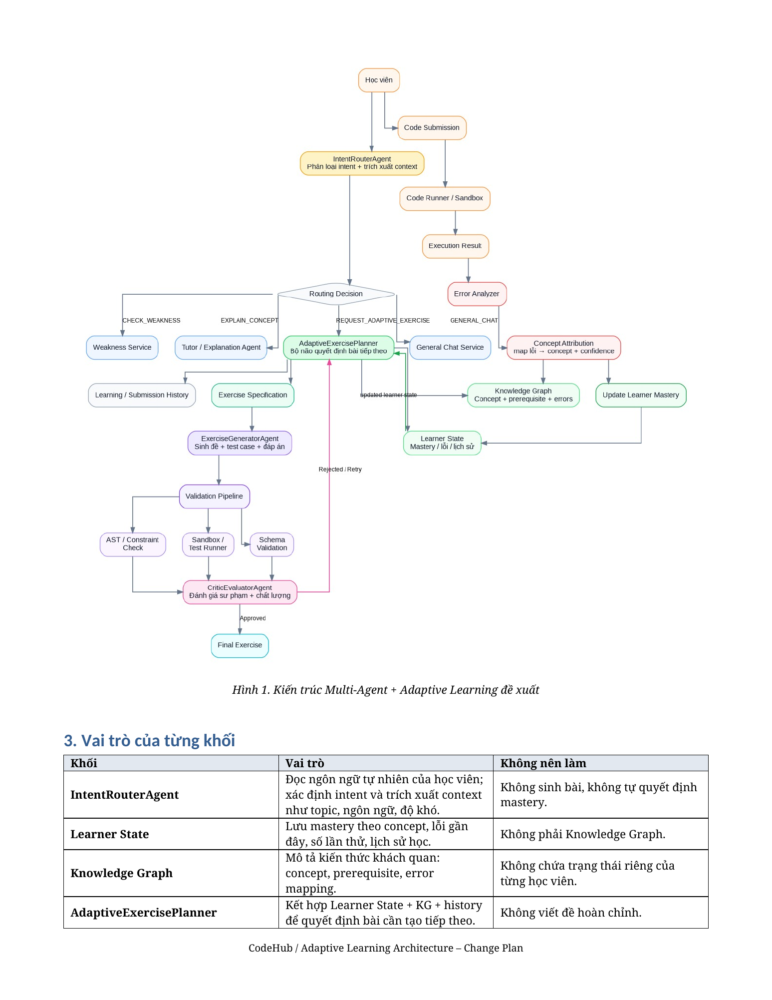 Học viên
Code Submission
IntentRouterAgent
Phân loại intent + trích xuất context
Code Runner / Sandbox
Execution Result
Routing Decision
Error Analyzer
CHECK_WEAKNESS
EXPLAIN_CONCEPT
REQUEST_ADAPTIVE_EXERCISE
GENERAL_CHAT
Weakness Service
Tutor / Explanation Agent
AdaptiveExercisePlanner
Bộ não quyết định bài tiếp theo
General Chat Service
Concept Attribution
map lỗi → concept + confidence
Learning / Submission History
Exercise Specification
updated learner state
Knowledge Graph
Concept + prerequisite + errors
Update Learner Mastery
ExerciseGeneratorAgent
Sinh đề + test case + đáp án
Learner State
Mastery / lỗi / lịch sử
Rejected / Retry
Validation Pipeline
AST / Constraint
Check
Sandbox /
Test Runner
Schema
Validation
CriticEvaluatorAgent
Đánh giá sư phạm + chất lượng
Approved
Final Exercise
Hình 1. Kiến trúc Multi-Agent + Adaptive Learning đề xuất
3. Vai trò của từng khối
Khối
Vai trò
Không nên làm
IntentRouterAgent
Đọc ngôn ngữ tự nhiên của học viên;
xác định intent và trích xuất context
như topic, ngôn ngữ, độ khó.
Không sinh bài, không tự quyết định
mastery.
Learner State
Lưu mastery theo concept, lỗi gần
đây, số lần thử, lịch sử học.
Không phải Knowledge Graph.
Knowledge Graph
Mô tả kiến thức khách quan:
concept, prerequisite, error
mapping.
Không chứa trạng thái riêng của
từng học viên.
AdaptiveExercisePlanner
Kết hợp Learner State + KG + history
để quyết định bài cần tạo tiếp theo.
Không viết đề hoàn chỉnh.
CodeHub / Adaptive Learning Architecture – Change Plan